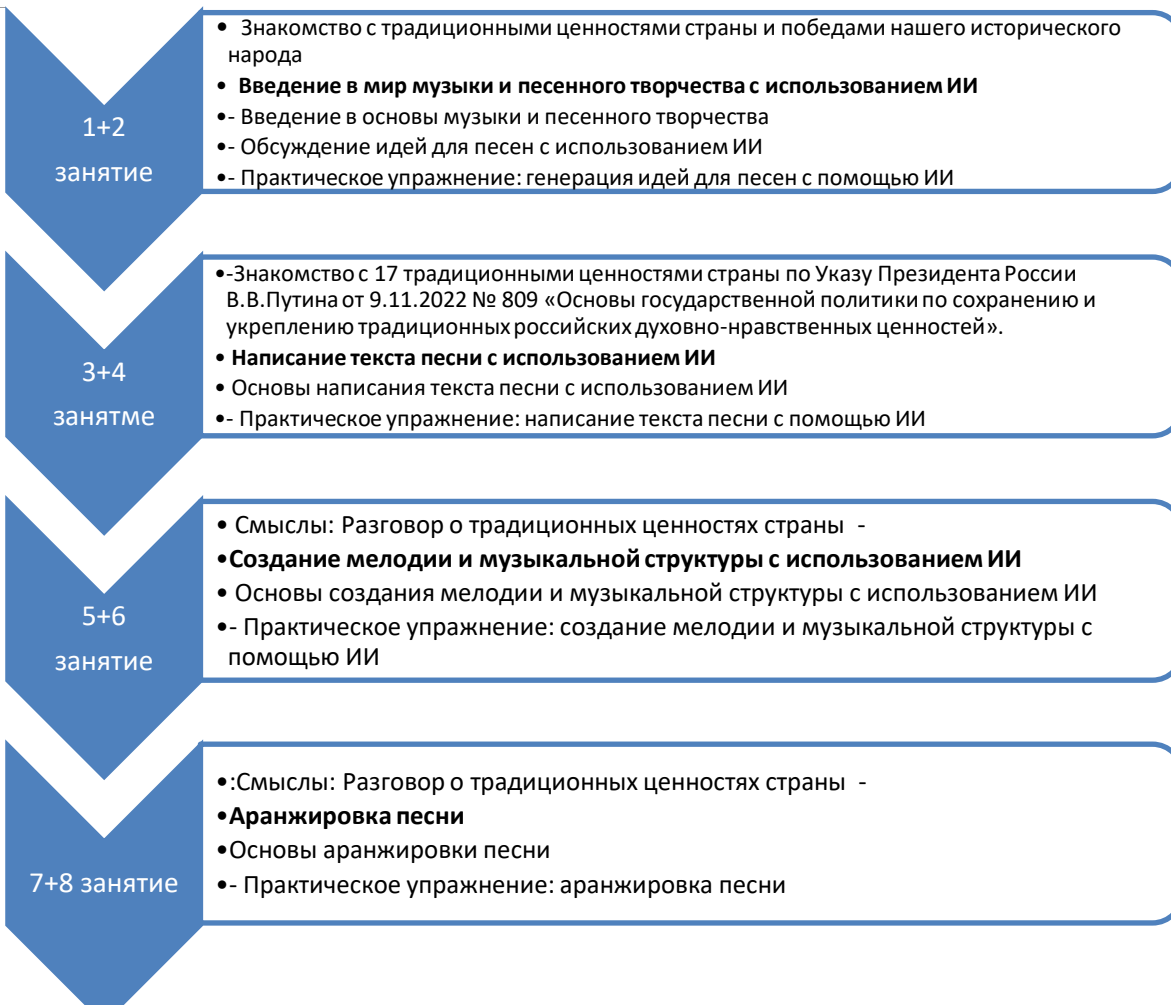 1+2
занятие
• Знакомство с традиционными ценностями страны и победами нашего исторического
народа
• Введение в мир музыки и песенного творчества с использованием ИИ
•- Введение в основы музыки и песенного творчества
•- Обсуждение идей для песен с использованием ИИ
•- Практическое упражнение: генерация идей для песен с помощью ИИ
3+4
занятме
•-Знакомство с 17 традиционными ценностями страны по Указу Президента России
В.В.Путина от 9.11.2022 № 809 «Основы государственной политики по сохранению и
укреплению традиционных российских духовно-нравственных ценностей».
• Написание текста песни с использованием ИИ
• Основы написания текста песни с использованием ИИ
•- Практическое упражнение: написание текста песни с помощью ИИ
5+6
занятие
• Смыслы: Разговор о традиционных ценностях страны -
•Создание мелодии и музыкальной структуры с использованием ИИ
• Основы создания мелодии и музыкальной структуры с использованием ИИ
•- Практическое упражнение: создание мелодии и музыкальной структуры с
помощью ИИ
7+8 занятие
•:Смыслы: Разговор о традиционных ценностях страны -
•Аранжировка песни
•Основы аранжировки песни
•- Практическое упражнение: аранжировка песни